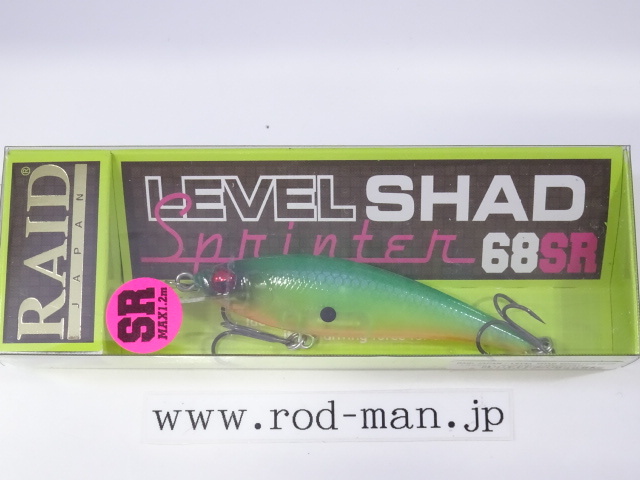 RAID®
JAPAN
LEVEL SHAD
Sprinter 68SR
SR
MAX1.2m
www.rod-man.jp